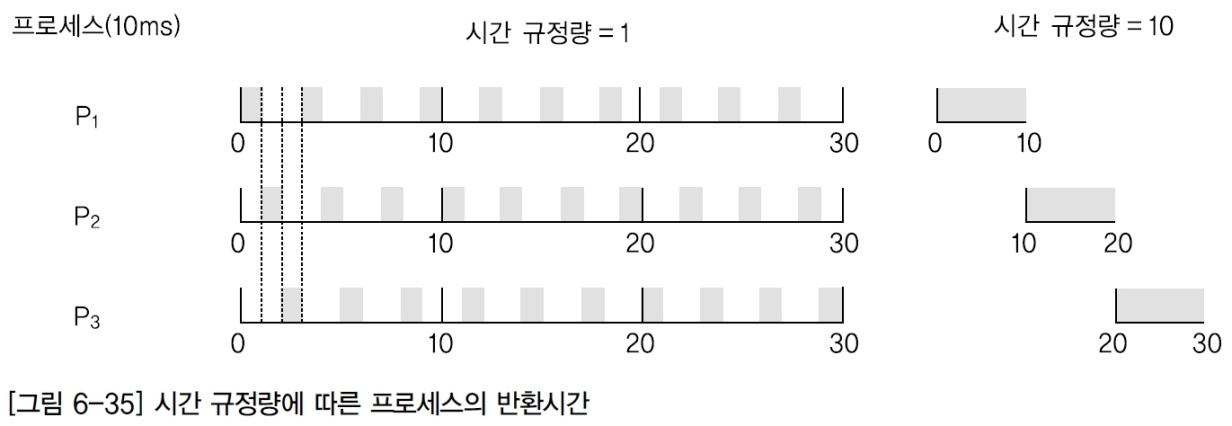 프로세스(10ms) 시간 규정량 = 1 시간 규정량 = 10
P₁
0 10 20 30 0 10
P₂
0 10 20 30 10 20
P₃
0 10 20 30 20 30
[그림 6-35] 시간 규정량에 따른 프로세스의 반환시간